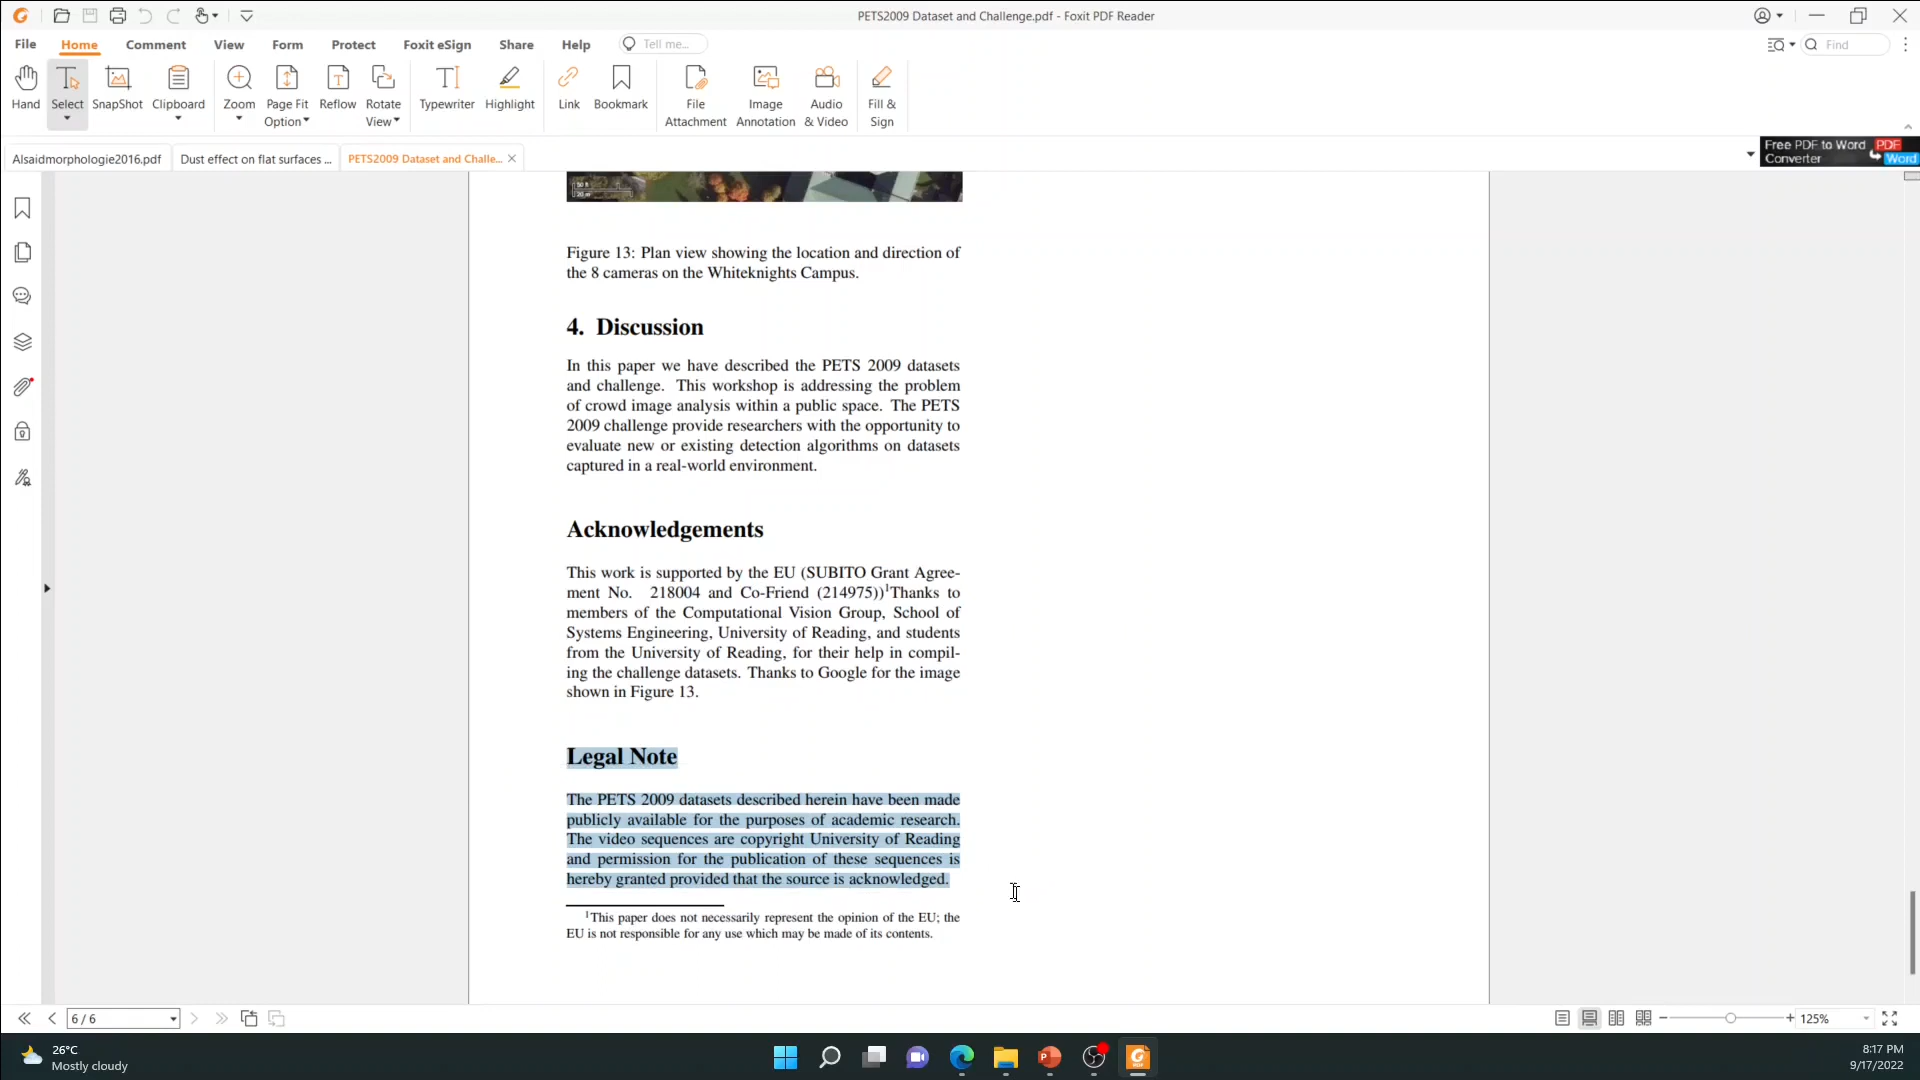 PETS2009 Dataset and Challenge.pdf - Foxit PDF Reader
File
Home
Comment
View
Form
Protect
Foxit eSign
Share
Help
Tell me...
Find
Hand
Select
SnapShot
Clipboard
Zoom
Page Fit
Option
Reflow
Rotate
View
Typewriter
Highlight
Link
Bookmark
File
Attachment
Image
Annotation
Audio
& Video
Fill &
Sign
Alsaidmorphologie2016.pdf
Dust effect on flat surfaces ...
PETS2009 Dataset and Challe...
Free PDF to Word
Converter
PDF
Word
Figure 13: Plan view showing the location and direction of
the 8 cameras on the Whiteknights Campus.
4. Discussion
In this paper we have described the PETS 2009 datasets
and challenge. This workshop is addressing the problem
of crowd image analysis within a public space. The PETS
2009 challenge provide researchers with the opportunity to
evaluate new or existing detection algorithms on datasets
captured in a real-world environment.
Acknowledgements
This work is supported by the EU (SUBITO Grant Agree-
ment No. 218004 and Co-Friend (214975))¹Thanks to
members of the Computational Vision Group, School of
Systems Engineering, University of Reading, and students
from the University of Reading, for their help in compil-
ing the challenge datasets. Thanks to Google for the image
shown in Figure 13.
Legal Note
The PETS 2009 datasets described herein have been made
publicly available for the purposes of academic research.
The video sequences are copyright University of Reading
and permission for the publication of these sequences is
hereby granted provided that the source is acknowledged.
¹This paper does not necessarily represent the opinion of the EU; the
EU is not responsible for any use which may be made of its contents.
6 / 6
125%
26°C
Mostly cloudy
8:17 PM
9/17/2022